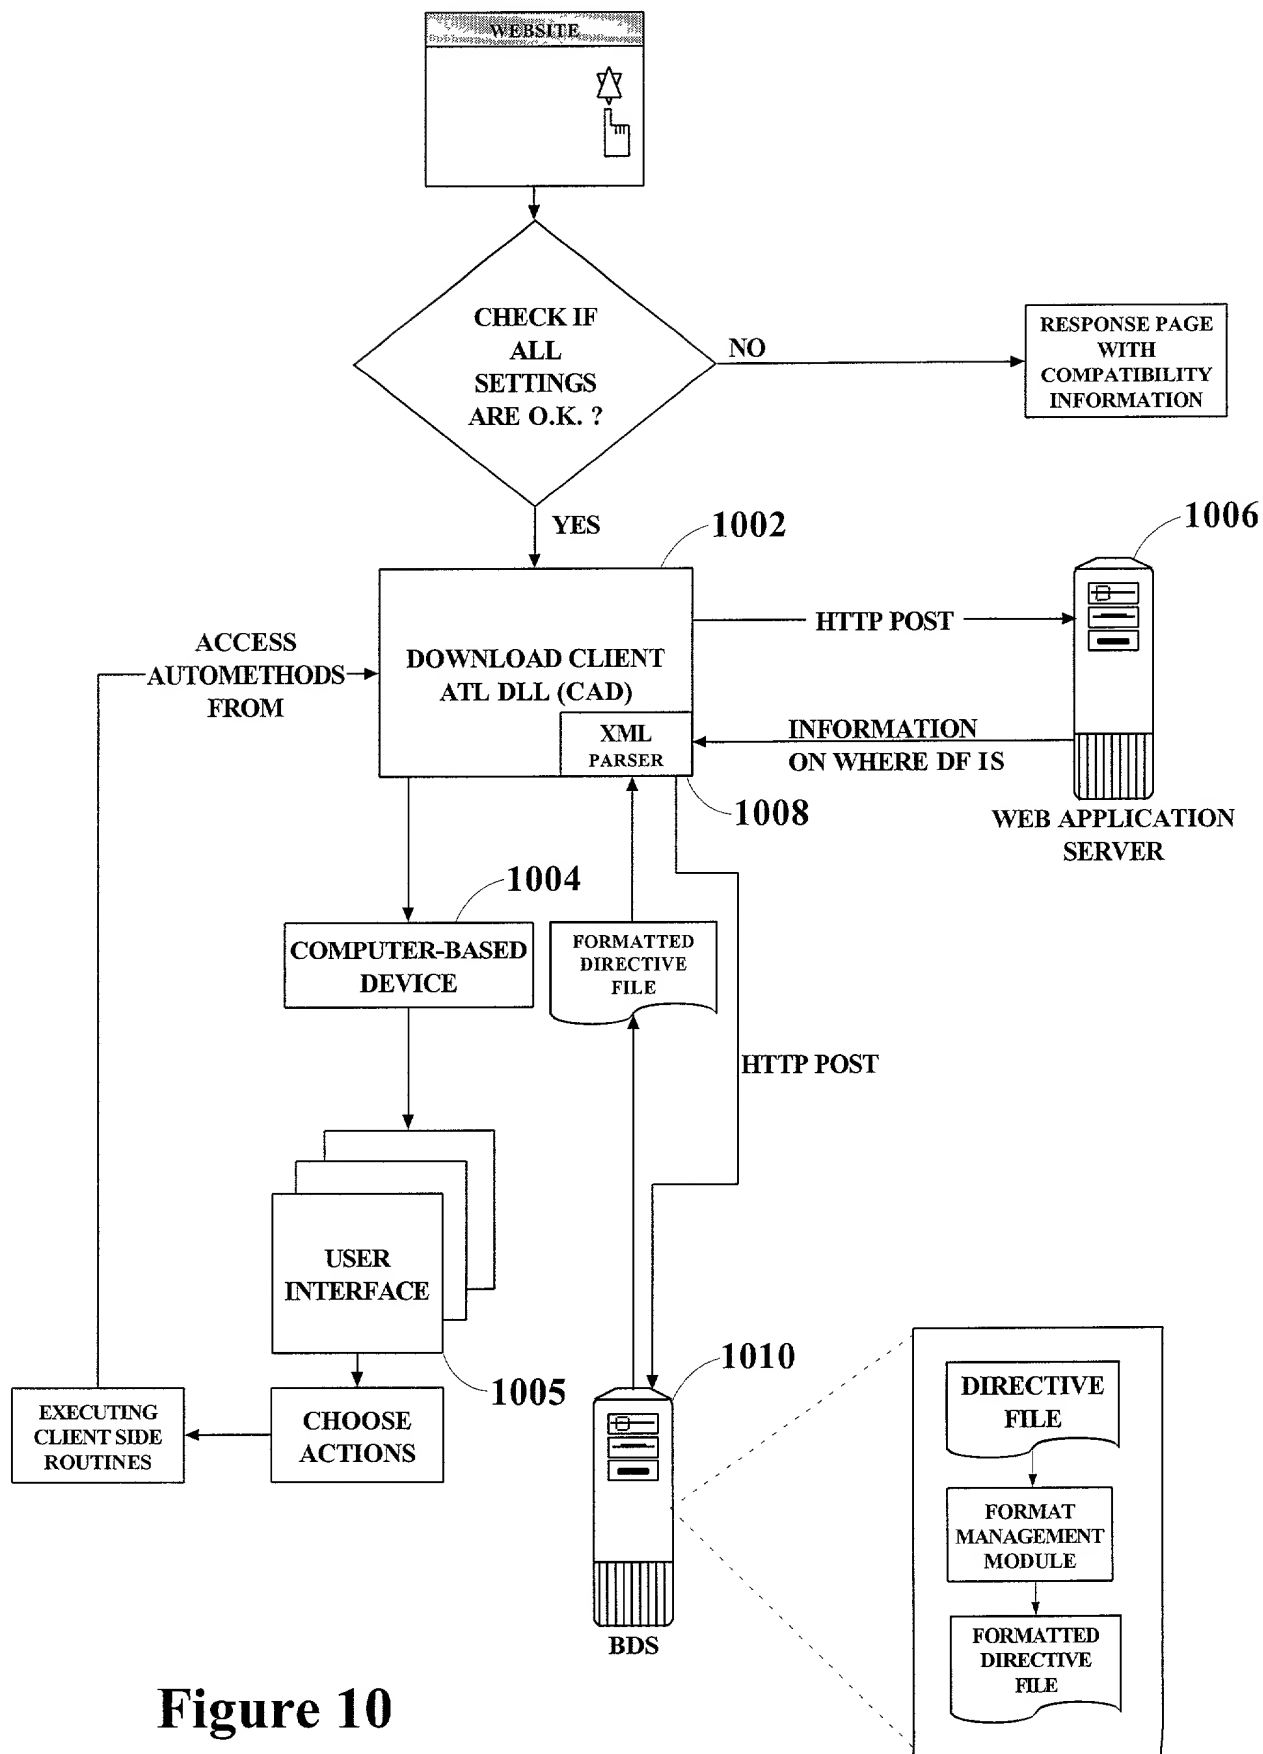 WEBSITE
CHECK IF
ALL
SETTINGS
ARE O.K. ?
NO
RESPONSE PAGE
WITH
COMPATIBILITY
INFORMATION
YES
1002
1006
ACCESS
AUTOMETHODS
FROM
DOWNLOAD CLIENT
ATL DLL (CAD)
HTTP POST
XML
PARSER
INFORMATION
ON WHERE DF IS
1008
WEB APPLICATION
SERVER
1004
COMPUTER-BASED
DEVICE
FORMATTED
DIRECTIVE
FILE
HTTP POST
USER
INTERFACE
1005
1010
EXECUTING
CLIENT SIDE
ROUTINES
CHOOSE
ACTIONS
BDS
DIRECTIVE
FILE
FORMAT
MANAGEMENT
MODULE
FORMATTED
DIRECTIVE
FILE
Figure 10